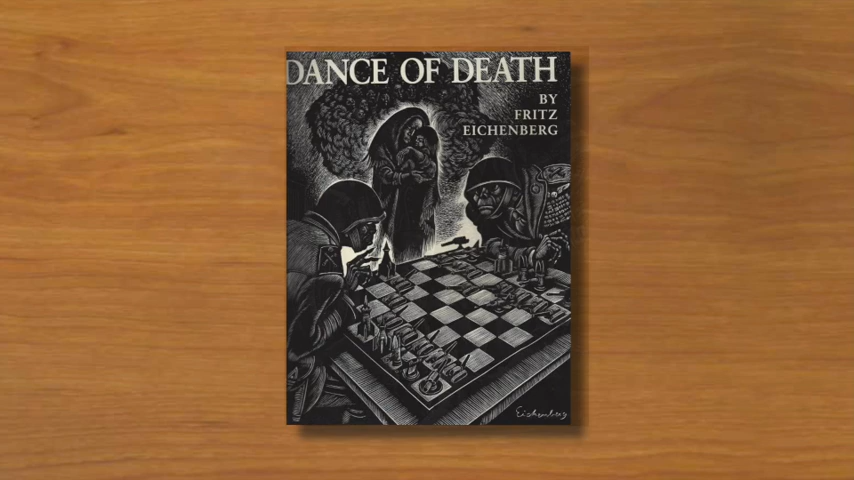 DANCE OF DEATH
BY
FRITZ
EICHENBERG
Eichenberg